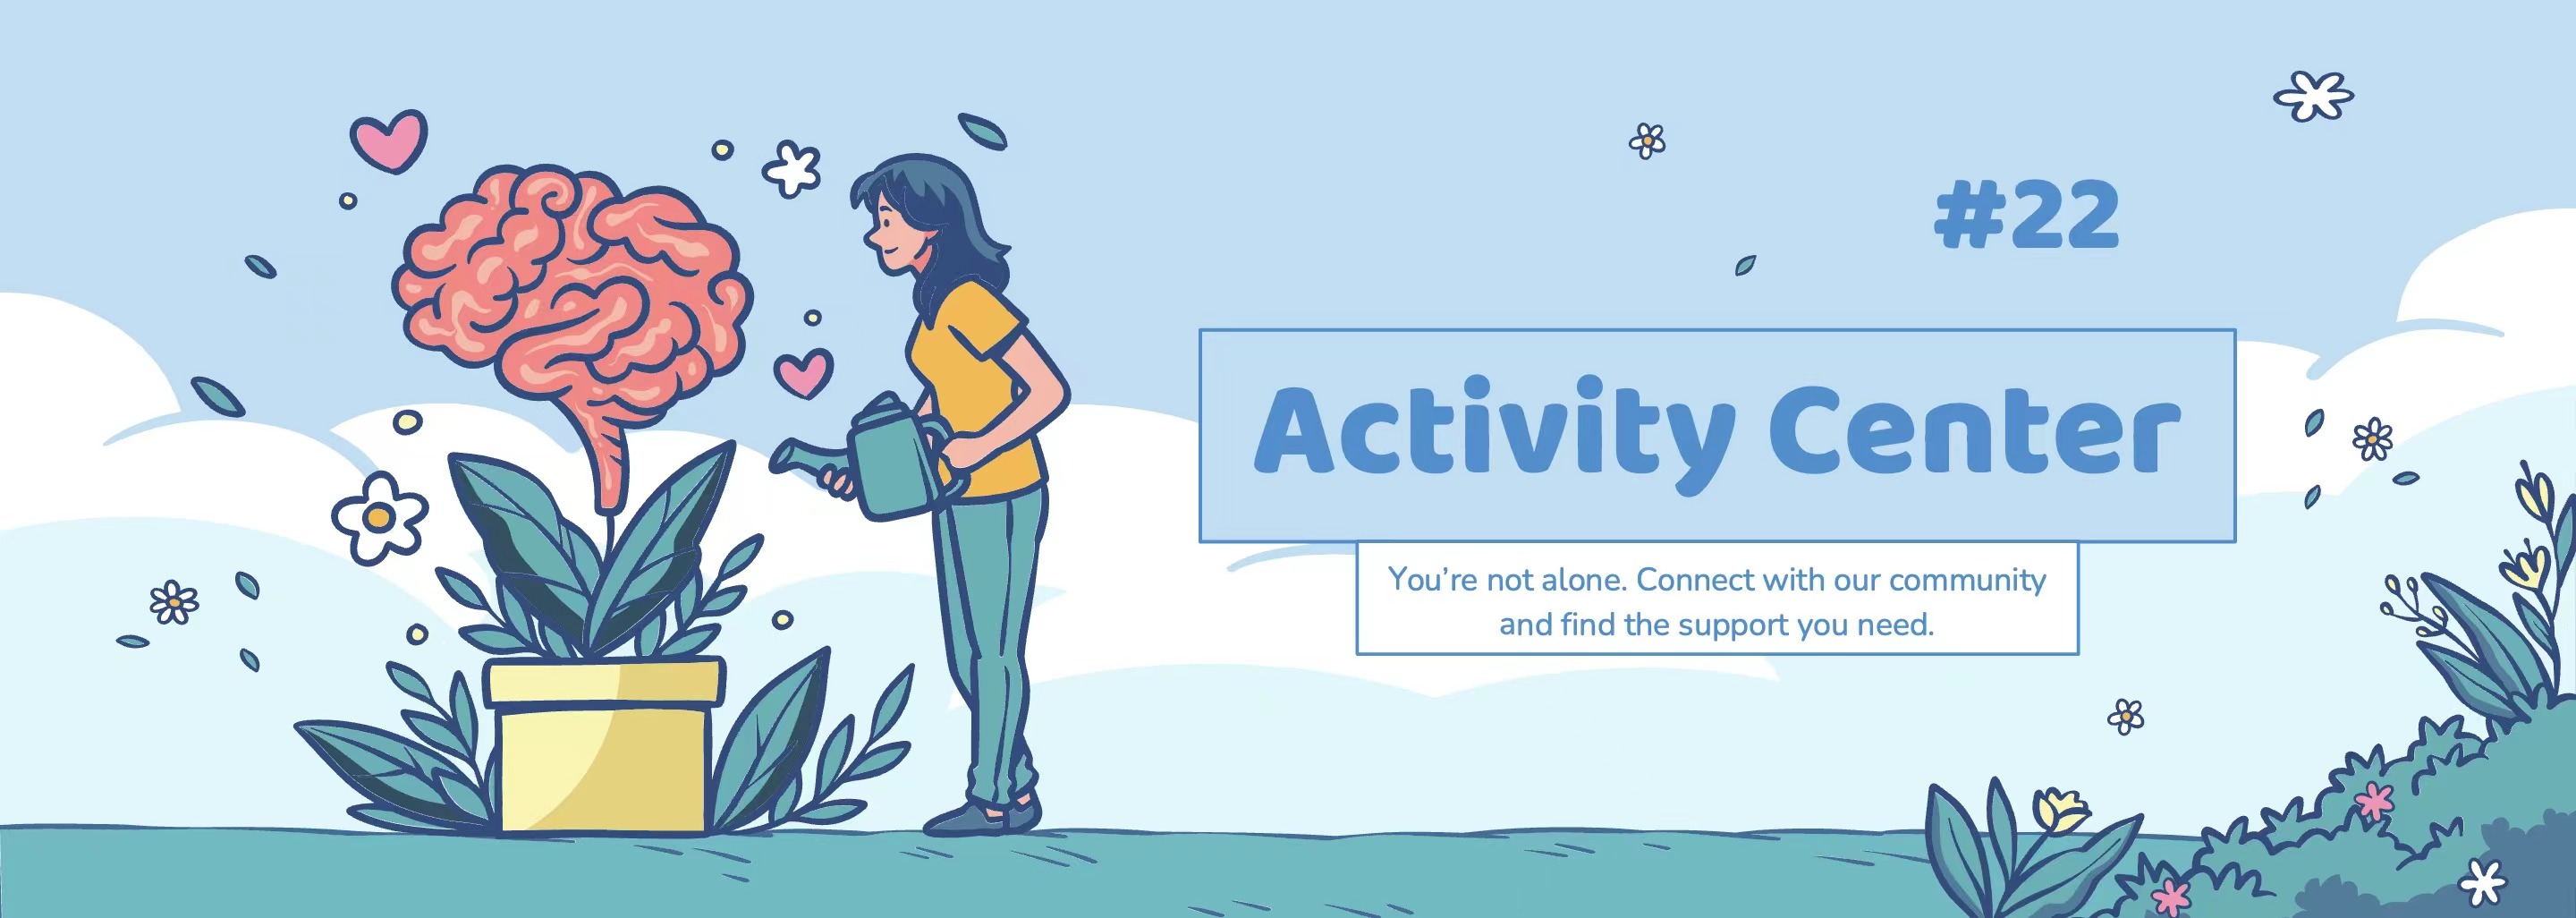 #22
Activity Center
You’re not alone. Connect with our community
and find the support you need.